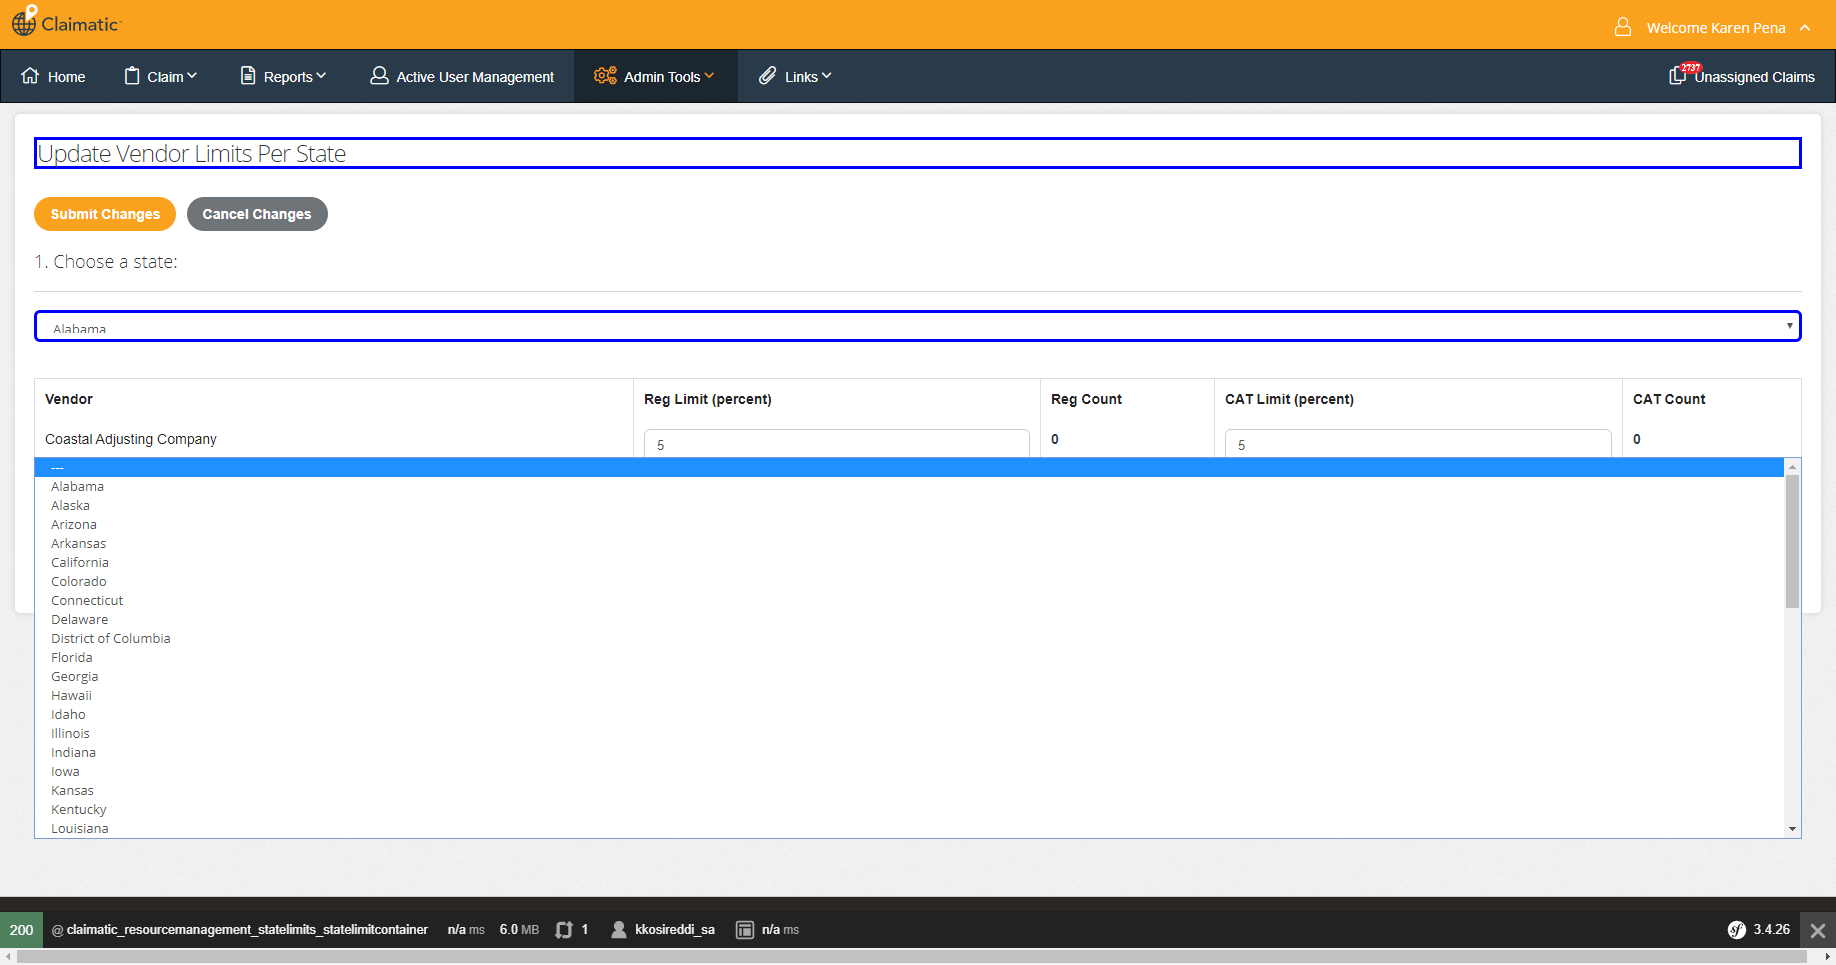 Claimatic
Welcome Karen Pena
Home
Claim
Reports
Active User Management
Admin Tools
Links
2737
Unassigned Claims
Update Vendor Limits Per State
Submit Changes
Cancel Changes
1. Choose a state:
Alabama
Vendor
Reg Limit (percent)
Reg Count
CAT Limit (percent)
CAT Count
Coastal Adjusting Company
5
0
5
0
---
Alabama
Alaska
Arizona
Arkansas
California
Colorado
Connecticut
Delaware
District of Columbia
Florida
Georgia
Hawaii
Idaho
Illinois
Indiana
Iowa
Kansas
Kentucky
Louisiana
200
@ claimatic_resourcemanagement_statelimits_statelimitcontainer
n/a ms
6.0 MB
1
kkosireddi_sa
n/a ms
sf
3.4.26